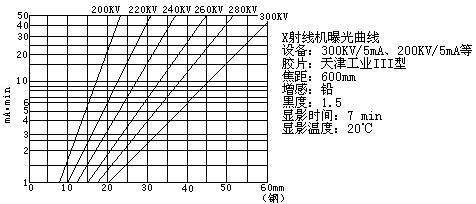 200KV 220KV 240KV 260KV 280KV 300KV
50
40
30
20
10
8
6
5
4
3
2
1
mA·min
0 10 20 30 40 50 60mm
(钢)
X射线机曝光曲线
设备：300KV/5mA、200KV/5mA等
胶片：天津工业III型
焦距：600mm
增感：铅
黑度：1.5
显影时间：7 min
显影温度：20℃